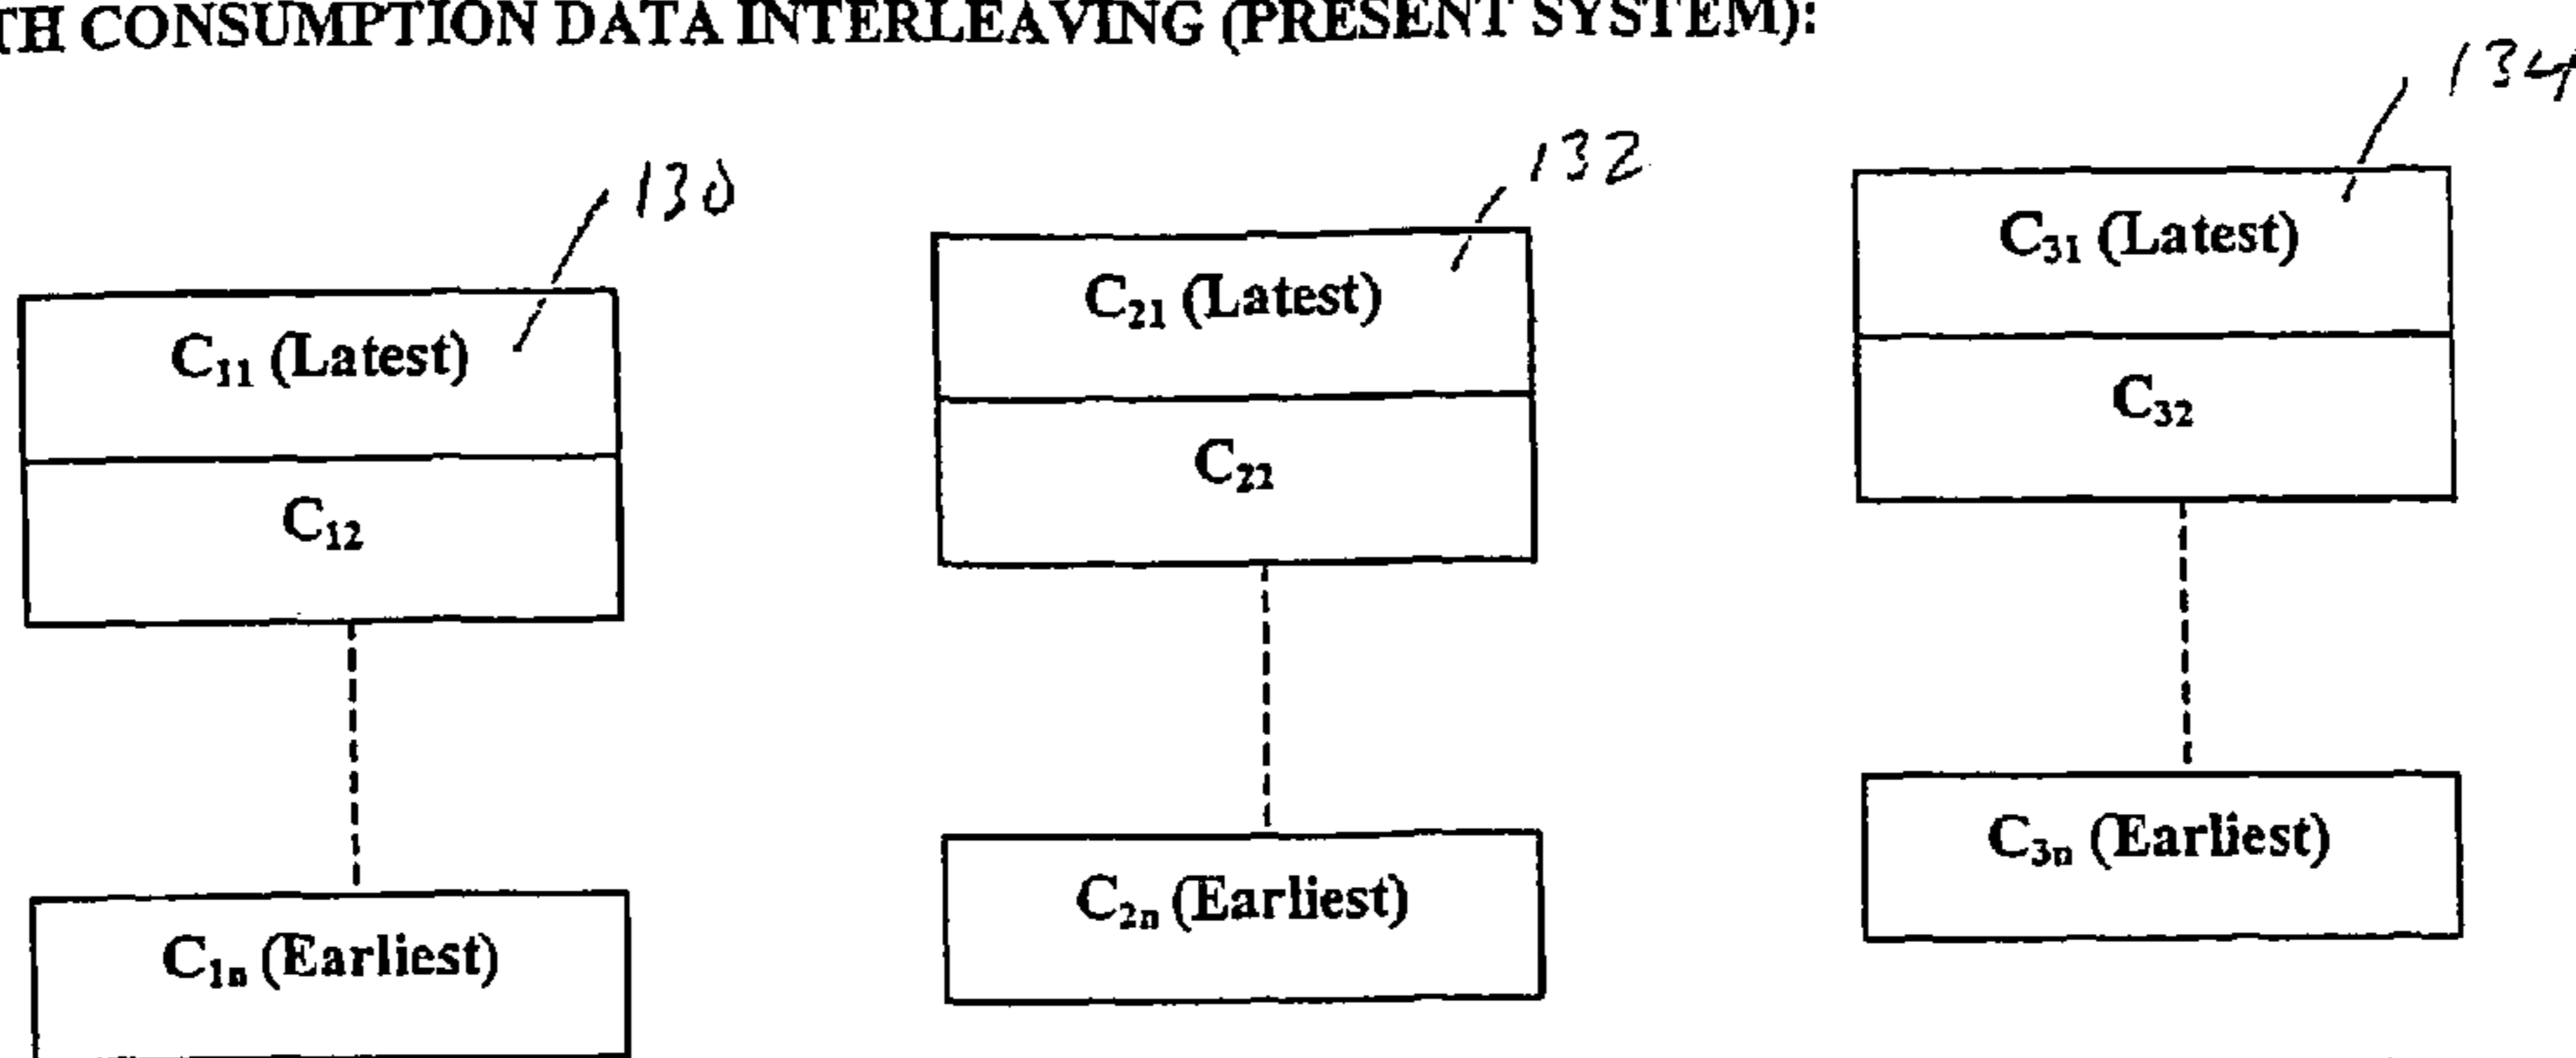 TH CONSUMPTION DATA INTERLEAVING (PRESENT SYSTEM):
130
132
134
C11 (Latest)
C12
C1n (Earliest)
C21 (Latest)
C22
C2n (Earliest)
C31 (Latest)
C32
C3n (Earliest)